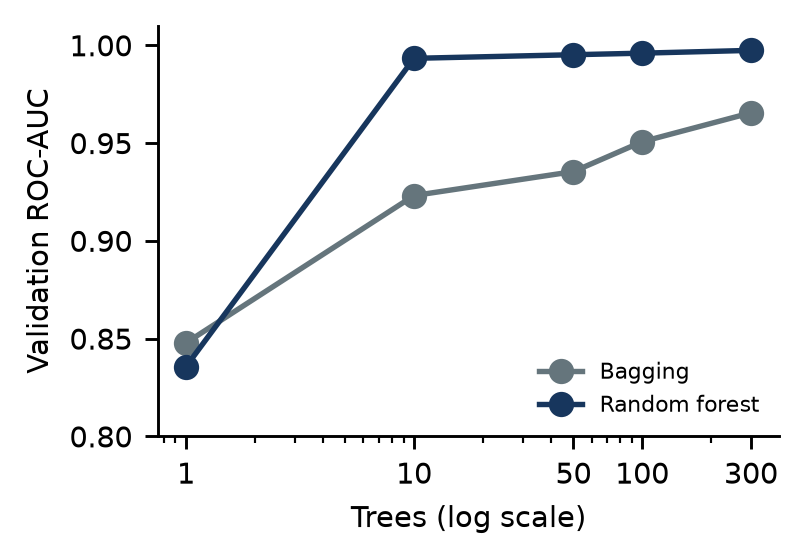 1.00
0.95
0.90
0.85
0.80
Validation ROC-AUC
Bagging
Random forest
1 10 50 100 300
Trees (log scale)